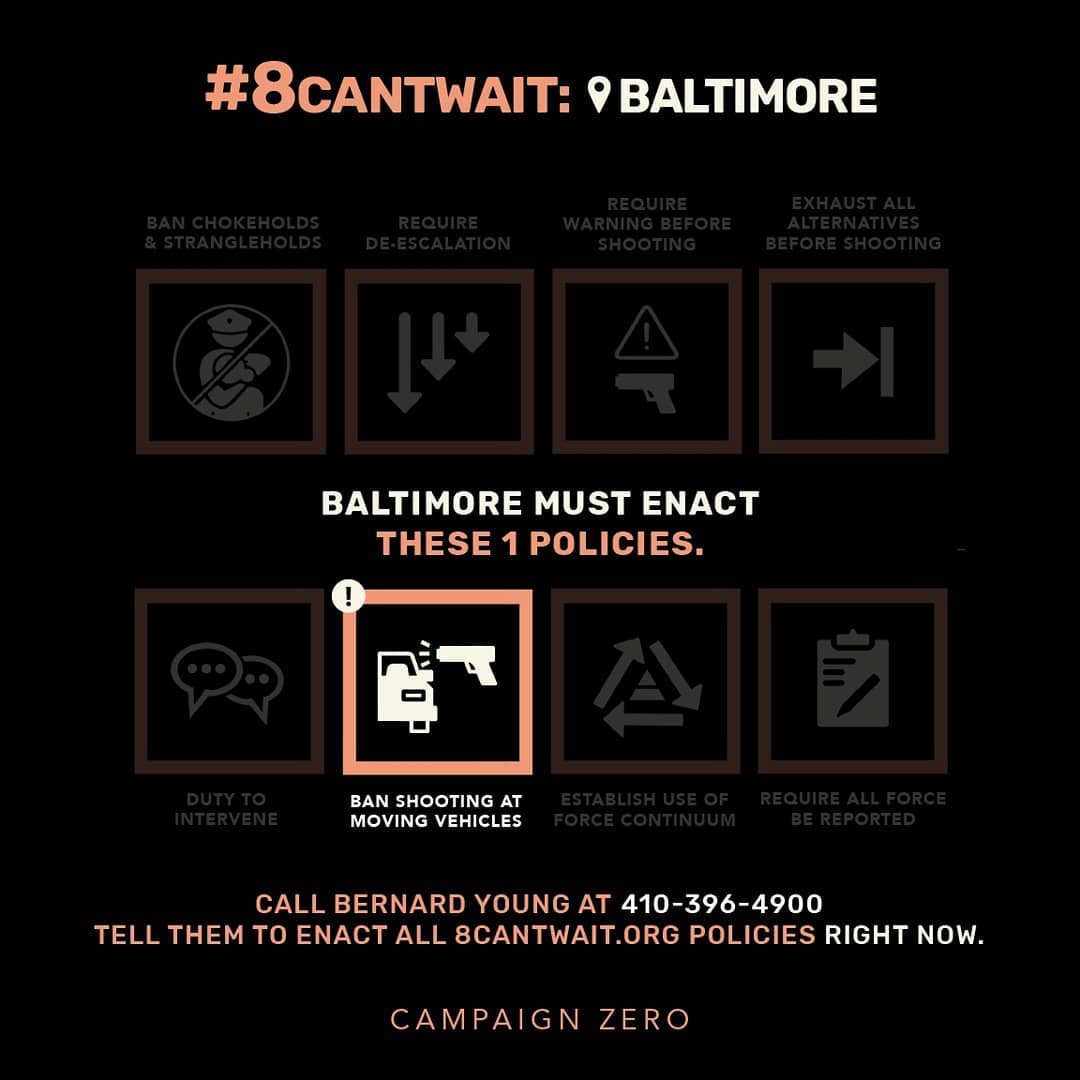 #8CANTWAIT: BALTIMORE
BAN CHOKEHOLDS
& STRANGLEHOLDS
REQUIRE
DE-ESCALATION
REQUIRE
WARNING BEFORE
SHOOTING
EXHAUST ALL
ALTERNATIVES
BEFORE SHOOTING
BALTIMORE MUST ENACT
THESE 1 POLICIES.
!
DUTY TO
INTERVENE
BAN SHOOTING AT
MOVING VEHICLES
ESTABLISH USE OF
FORCE CONTINUUM
REQUIRE ALL FORCE
BE REPORTED
CALL BERNARD YOUNG AT 410-396-4900
TELL THEM TO ENACT ALL 8CANTWAIT.ORG POLICIES RIGHT NOW.
CAMPAIGN ZERO